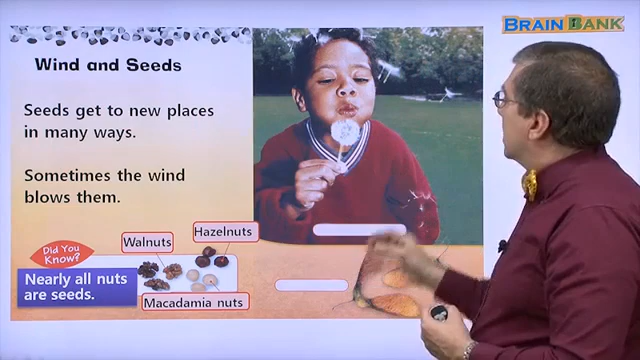 BRAIN BANK
Wind and Seeds
Seeds get to new places
in many ways.
Sometimes the wind
blows them.
Did You
Know?
Nearly all nuts
are seeds.
Walnuts
Hazelnuts
Macadamia nuts